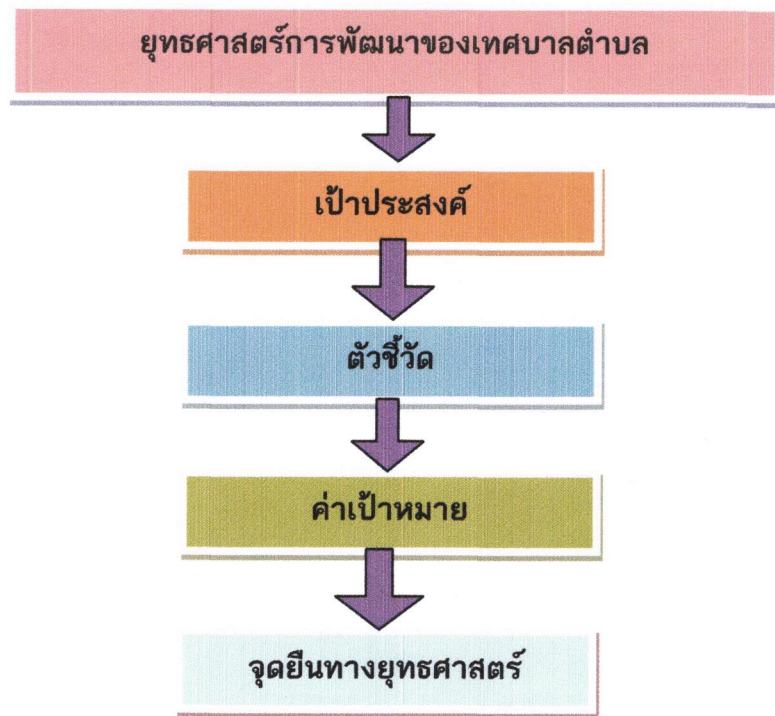 ยุทธศาสตร์การพัฒนาของเทศบาลตำบล
เป้าประสงค์
ตัวชี้วัด
ค่าเป้าหมาย
จุดยืนทางยุทธศาสตร์